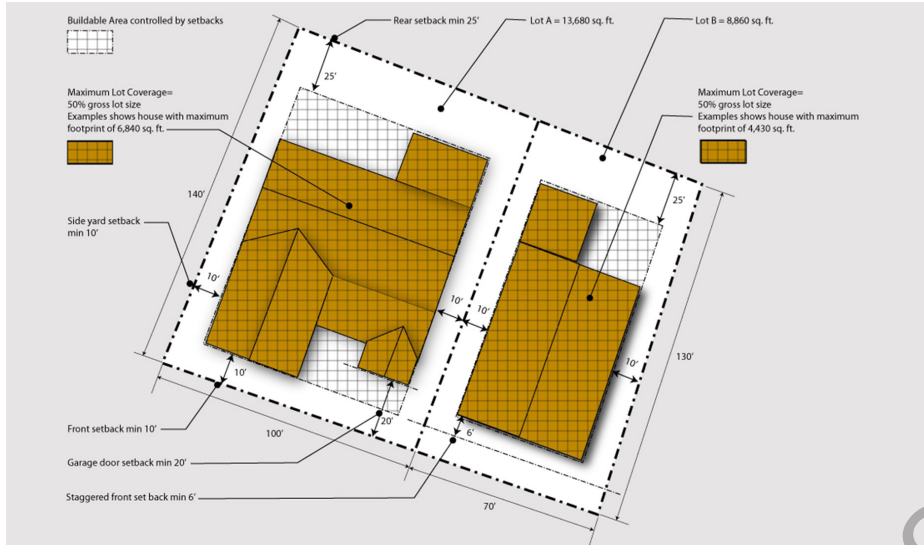 Buildable Area controlled by setbacks
Rear setback min 25'
Lot A = 13,680 sq. ft.
Lot B = 8,860 sq. ft.
25'
Maximum Lot Coverage=
50% gross lot size
Examples shows house with maximum
footprint of 6,840 sq. ft.
Maximum Lot Coverage=
50% gross lot size
Examples shows house with maximum
footprint of 4,430 sq. ft.
140'
25'
Side yard setback
min 10'
10'
10'
10'
10'
130'
10'
20'
6'
Front setback min 10'
100'
Garage door setback min 20'
Staggered front set back min 6'
70'